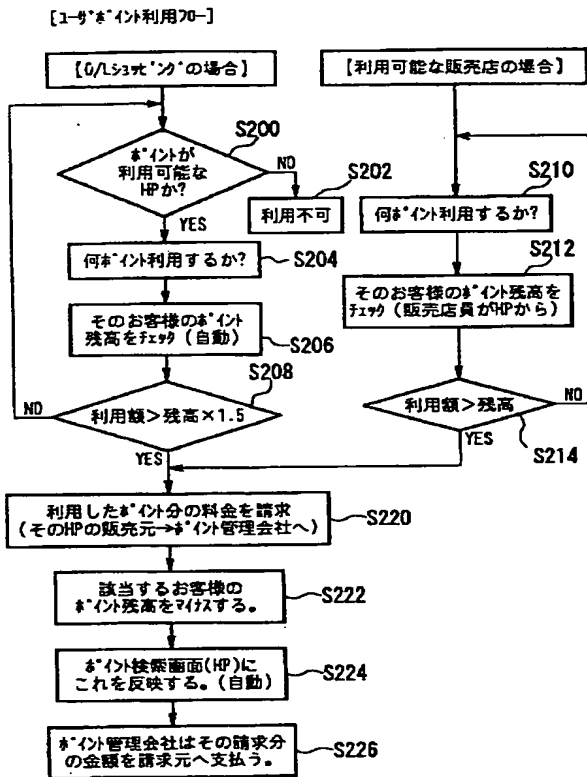 [ユーザポイント利用フロー]
【O/Lショッピングの場合】
ポイントが
利用可能な
HPか?
S200
NO
S202
利用不可
YES
何ポイント利用するか?
S204
そのお客様のポイント
残高をチェック(自動)
S206
S208
NO
利用額>残高×1.5
YES
【利用可能な販売店の場合】
S210
何ポイント利用するか?
S212
そのお客様のポイント残高を
チェック(販売店員がHPから)
利用額>残高
NO
YES
S214
利用したポイント分の料金を請求
(そのHPの販売元→ポイント管理会社へ)
S220
該当するお客様の
ポイント残高をマイナスする。
S222
ポイント検索画面(HP)に
これを反映する。(自動)
S224
ポイント管理会社はその請求分
の金額を請求元へ支払う。
S226